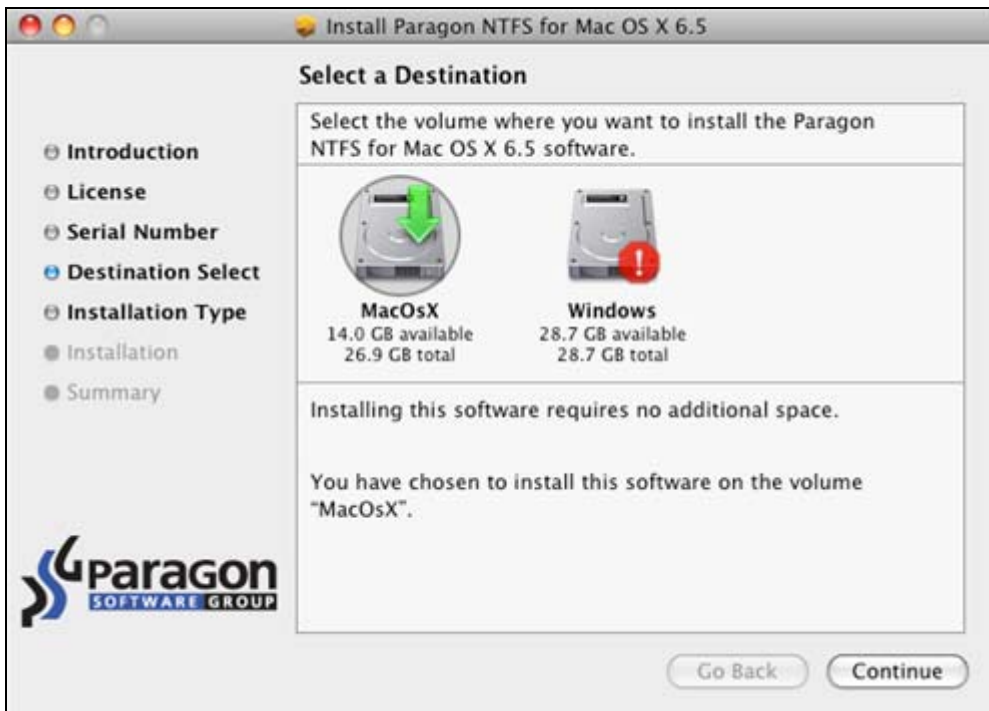 Install Paragon NTFS for Mac OS X 6.5
Select a Destination
Introduction
License
Serial Number
Destination Select
Installation Type
Installation
Summary
Select the volume where you want to install the Paragon
NTFS for Mac OS X 6.5 software.
MacOsX
14.0 GB available
26.9 GB total
Windows
28.7 GB available
28.7 GB total
Installing this software requires no additional space.
You have chosen to install this software on the volume
“MacOsX”.
PARAGON
SOFTWARE GROUP
Go Back
Continue